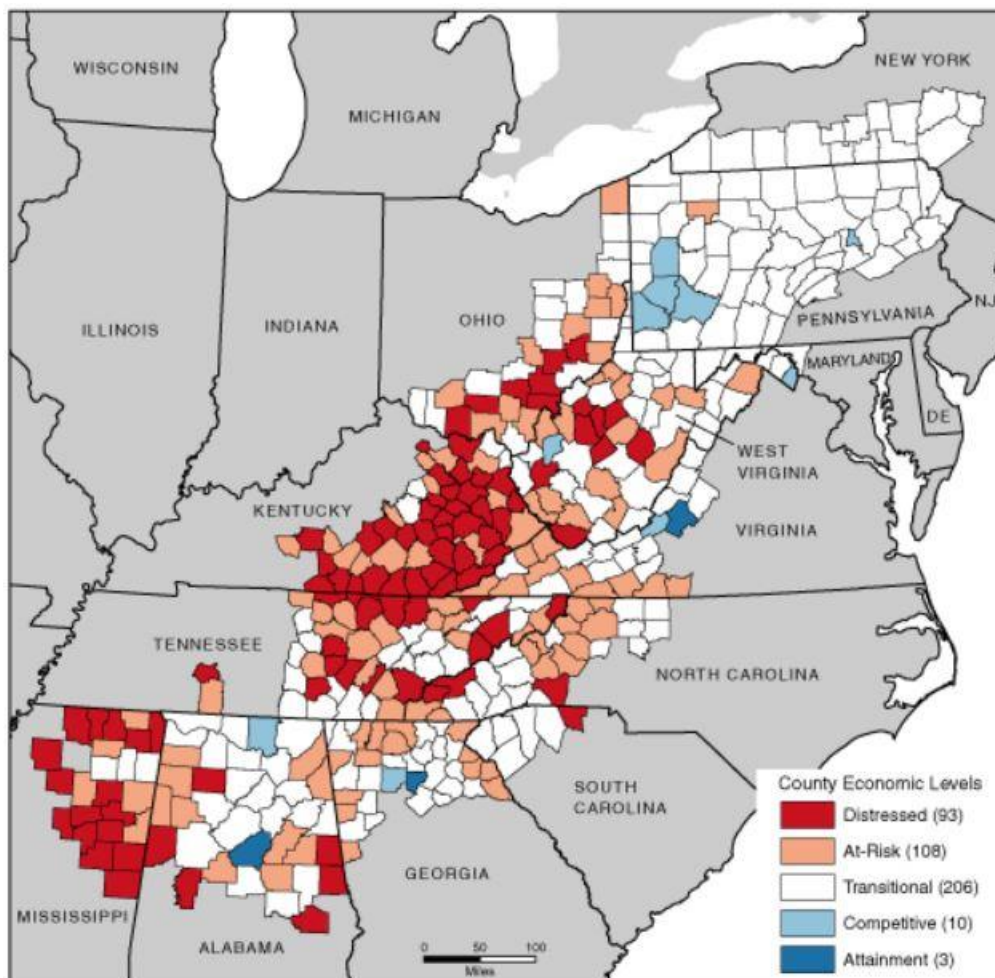 WISCONSIN
NEW YORK
MICHIGAN
OHIO
ILLINOIS
INDIANA
PENNSYLVANIA
NJ
MARYLAND
DE
WEST
VIRGINIA
KENTUCKY
VIRGINIA
TENNESSEE
NORTH CAROLINA
SOUTH
CAROLINA
GEORGIA
MISSISSIPPI
ALABAMA
0 50 100
Miles
County Economic Levels
Distressed (93)
At-Risk (108)
Transitional (206)
Competitive (10)
Attainment (3)